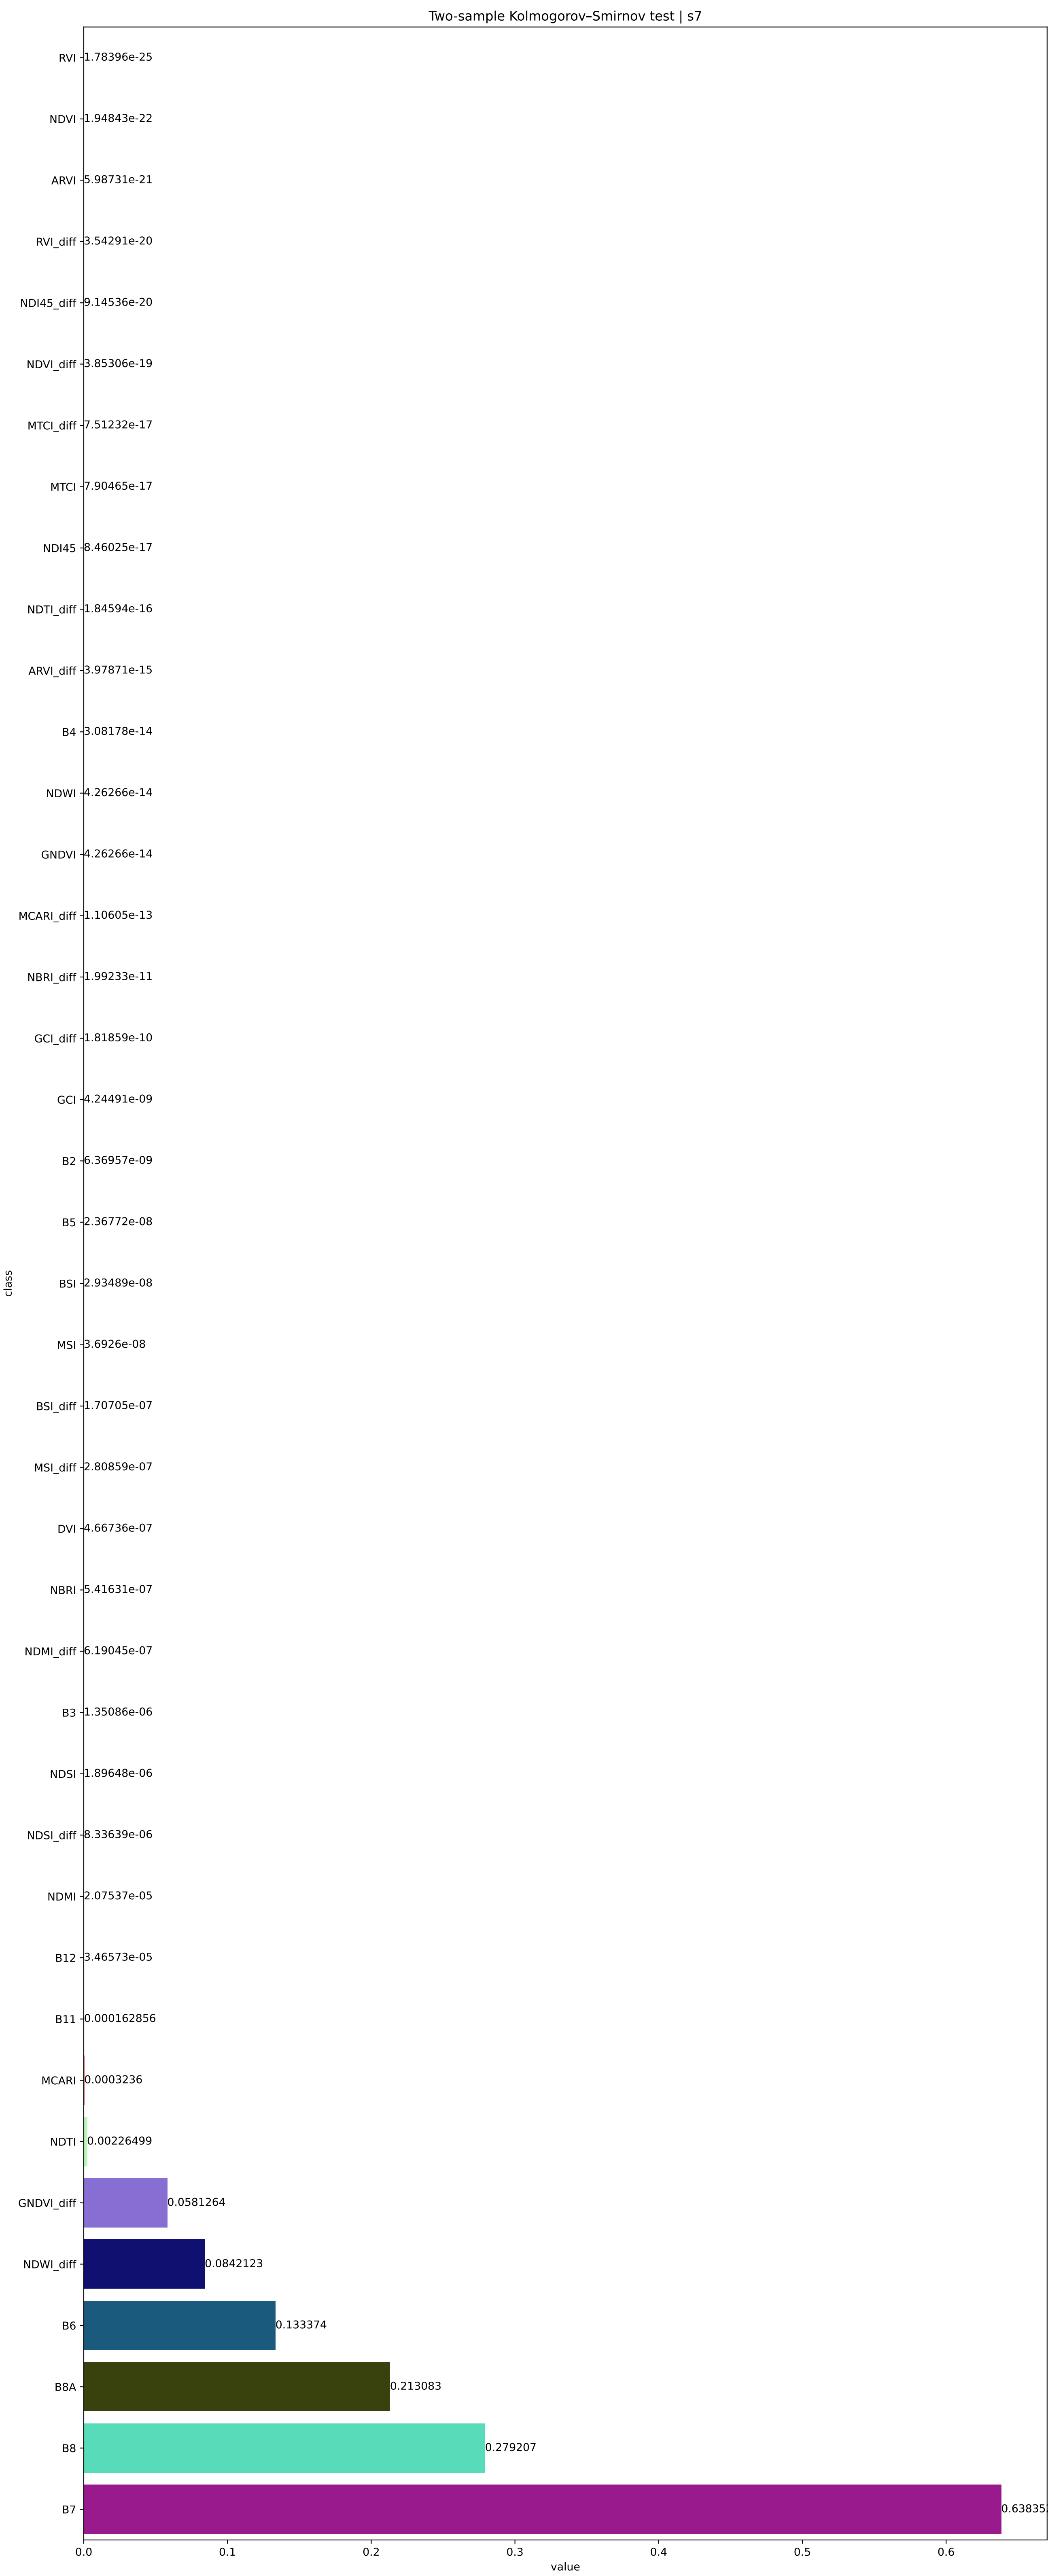 Two-sample Kolmogorov–Smirnov test | s7
RVI 1.78396e-25
NDVI 1.94843e-22
ARVI 5.98731e-21
RVI_diff 3.54291e-20
NDI45_diff 9.14536e-20
NDVI_diff 3.85306e-19
MTCI_diff 7.51232e-17
MTCI 7.90465e-17
NDI45 8.46025e-17
NDTI_diff 1.84594e-16
ARVI_diff 3.97871e-15
B4 3.08178e-14
NDWI 4.26266e-14
GNDVI 4.26266e-14
MCARI_diff 1.10605e-13
NBRI_diff 1.99233e-11
GCI_diff 1.81859e-10
GCI 4.24491e-09
B2 6.36957e-09
B5 2.36772e-08
BSI 2.93489e-08
class
MSI 3.6926e-08
BSI_diff 1.70705e-07
MSI_diff 2.80859e-07
DVI 4.66736e-07
NBRI 5.41631e-07
NDMI_diff 6.19045e-07
B3 1.35086e-06
NDSI 1.89648e-06
NDSI_diff 8.33639e-06
NDMI 2.07537e-05
B12 3.46573e-05
B11 0.000162856
MCARI 0.0003236
NDTI 0.00226499
GNDVI_diff 0.0581264
NDWI_diff 0.0842123
B6 0.133374
B8A 0.213083
B8 0.279207
B7 0.63835
0.0 0.1 0.2 0.3 0.4 0.5 0.6
value